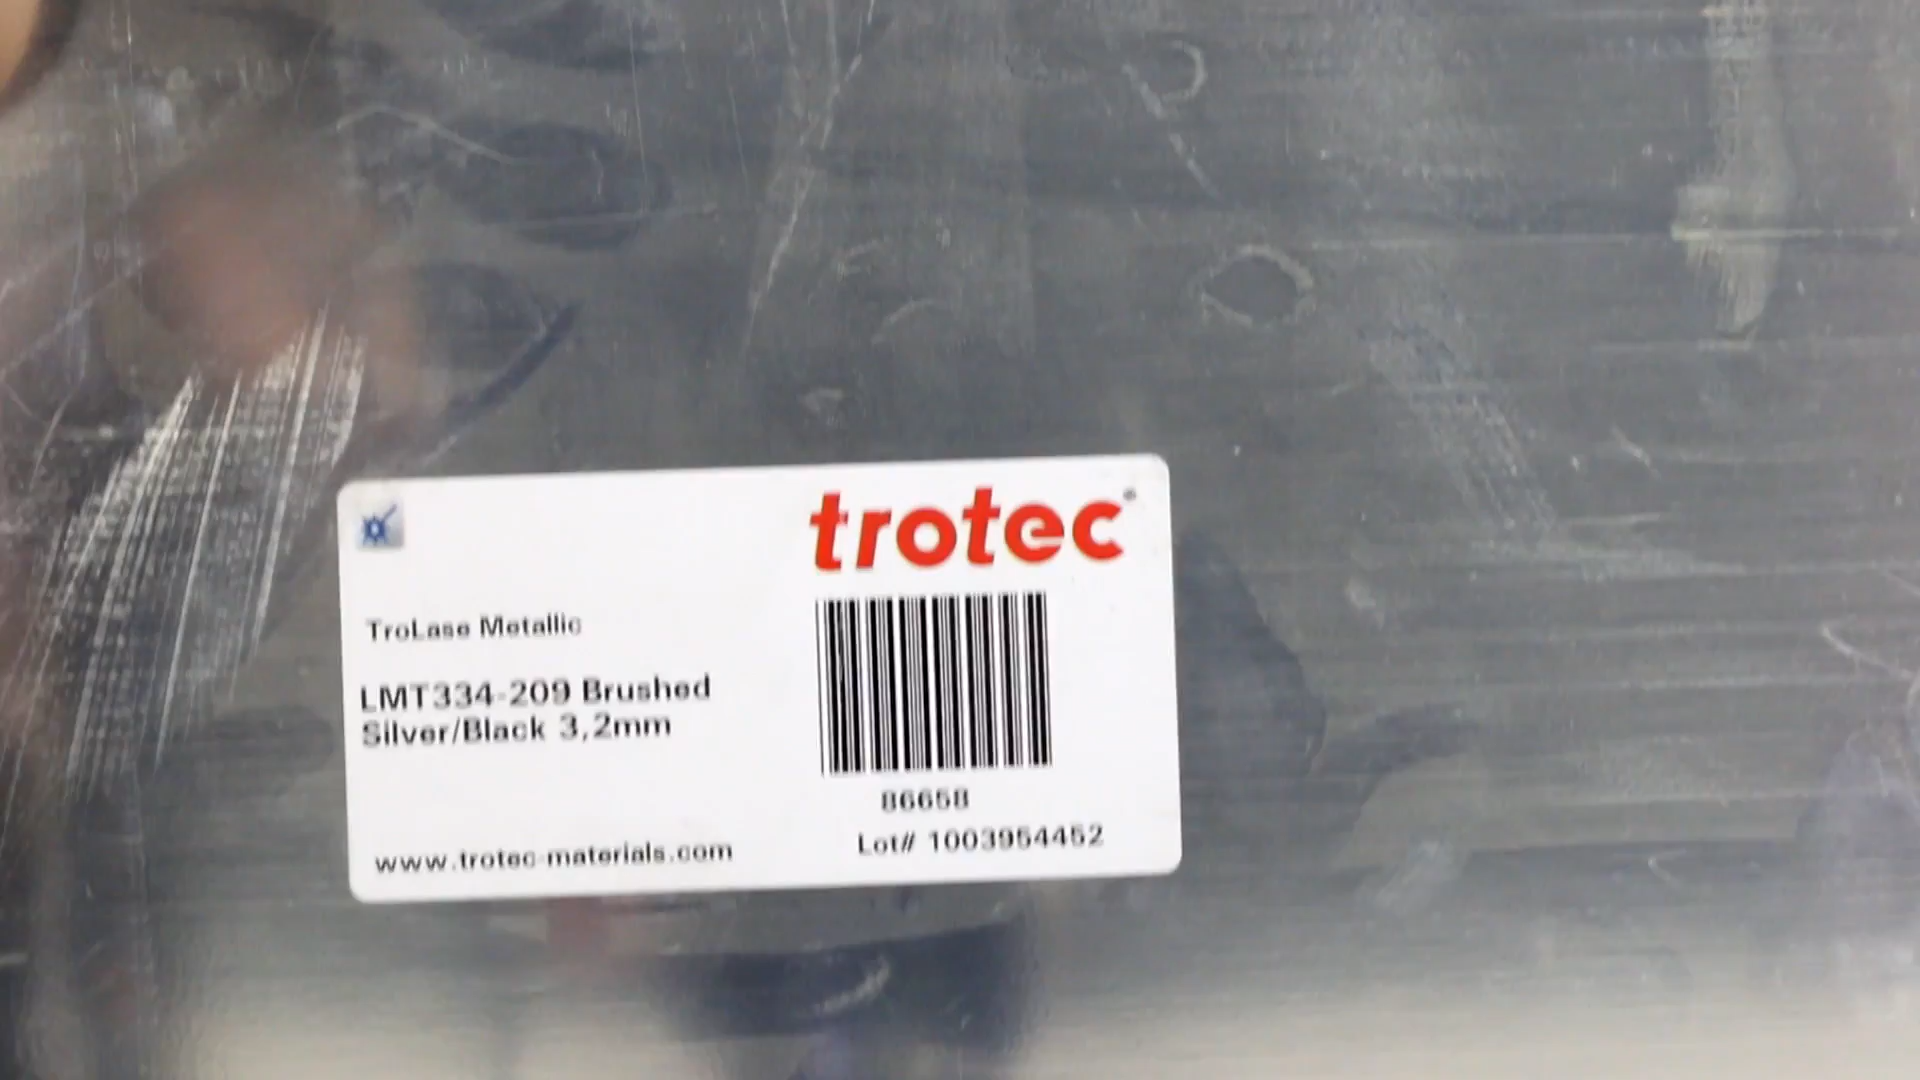 trotec®
TroLase Metallic
LMT334-209 Brushed
Silver/Black 3,2mm
86658
Lot# 1003954452
www.trotec-materials.com